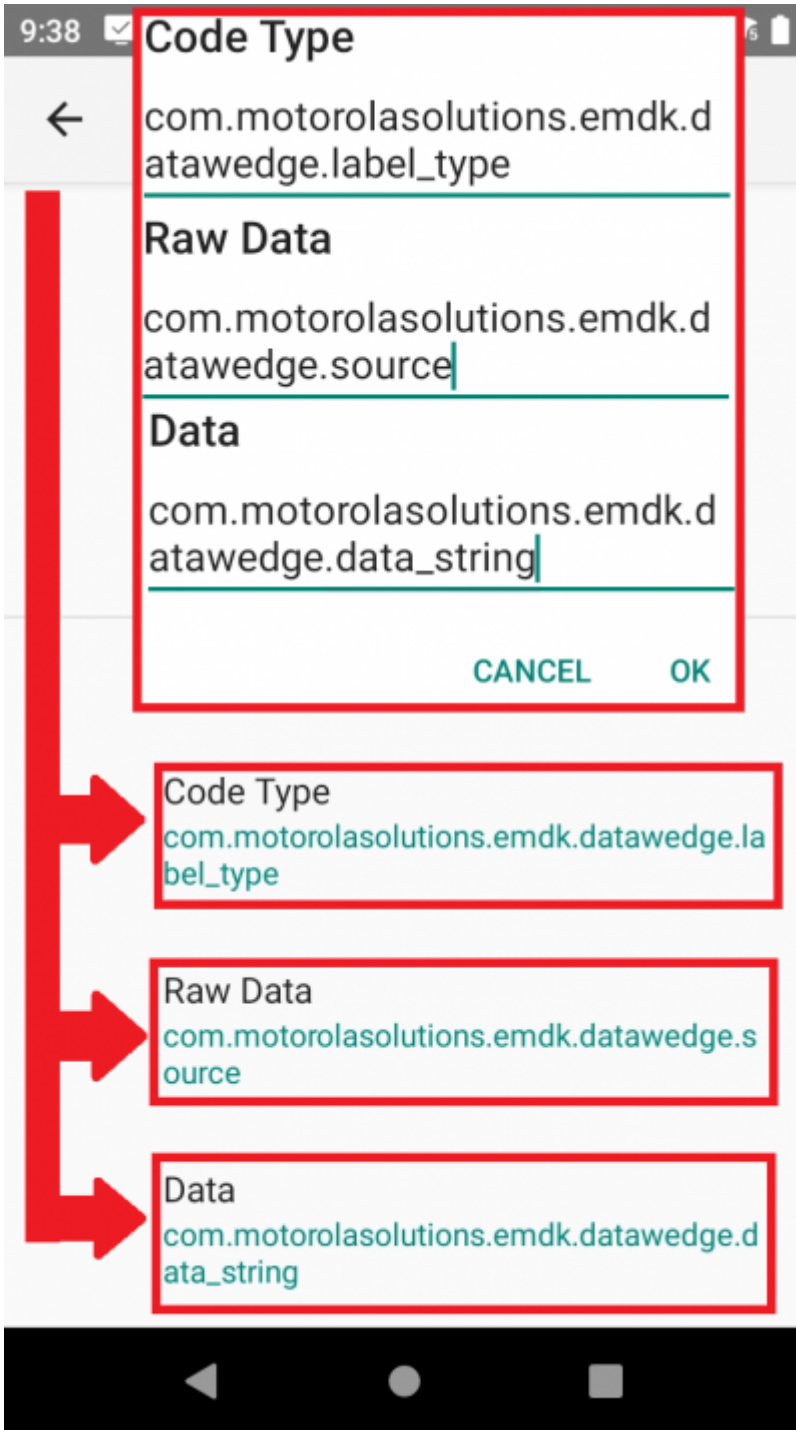 9:38
Code Type
com.motorolasolutions.emdk.d
atawedge.label_type
Raw Data
com.motorolasolutions.emdk.d
atawedge.source
Data
com.motorolasolutions.emdk.d
atawedge.data_string
CANCEL OK
Code Type
com.motorolasolutions.emdk.datawedge.la
bel_type
Raw Data
com.motorolasolutions.emdk.datawedge.s
ource
Data
com.motorolasolutions.emdk.datawedge.d
ata_string